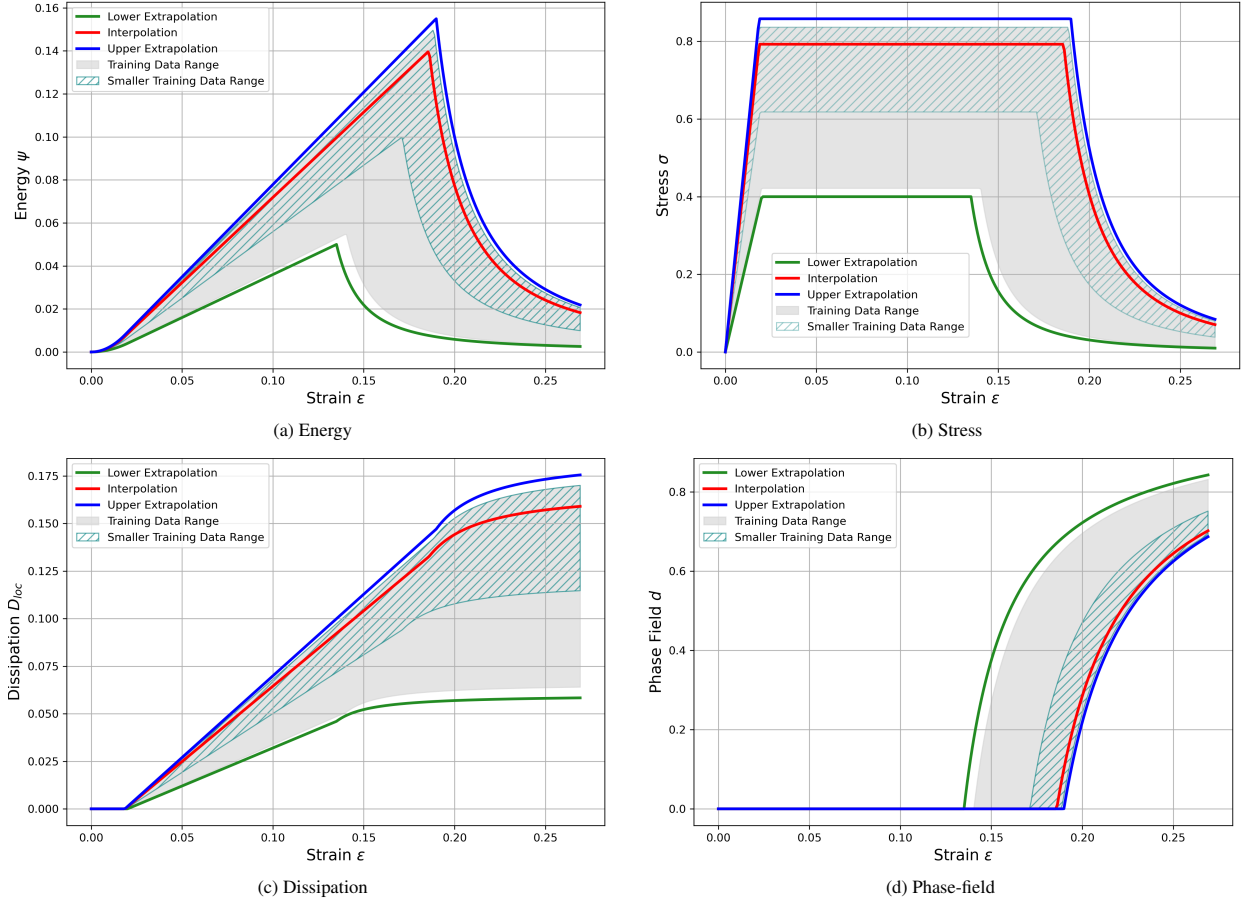 0.16
0.14
0.12
0.10
0.08
0.06
0.04
0.02
0.00
Energy ψ
Lower Extrapolation
Interpolation
Upper Extrapolation
Training Data Range
Smaller Training Data Range
0.00 0.05 0.10 0.15 0.20 0.25
Strain ε
(a) Energy
0.8
0.6
0.4
0.2
0.0
Stress σ
Lower Extrapolation
Interpolation
Upper Extrapolation
Training Data Range
Smaller Training Data Range
0.00 0.05 0.10 0.15 0.20 0.25
Strain ε
(b) Stress
0.175
0.150
0.125
0.100
0.075
0.050
0.025
0.000
Dissipation D_loc
Lower Extrapolation
Interpolation
Upper Extrapolation
Training Data Range
Smaller Training Data Range
0.00 0.05 0.10 0.15 0.20 0.25
Strain ε
(c) Dissipation
0.8
0.6
0.4
0.2
0.0
Phase Field d
Lower Extrapolation
Interpolation
Upper Extrapolation
Training Data Range
Smaller Training Data Range
0.00 0.05 0.10 0.15 0.20 0.25
Strain ε
(d) Phase-field